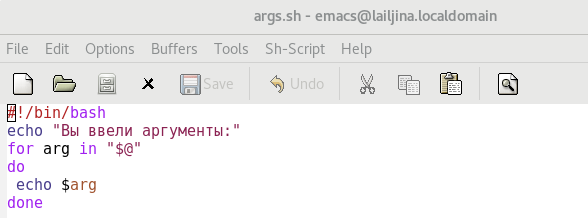 args.sh - emacs@lailjina.localdomain
File Edit Options Buffers Tools Sh-Script Help
Save Undo
#!/bin/bash
echo "Вы ввели аргументы:"
for arg in "$@"
do
 echo $arg
done